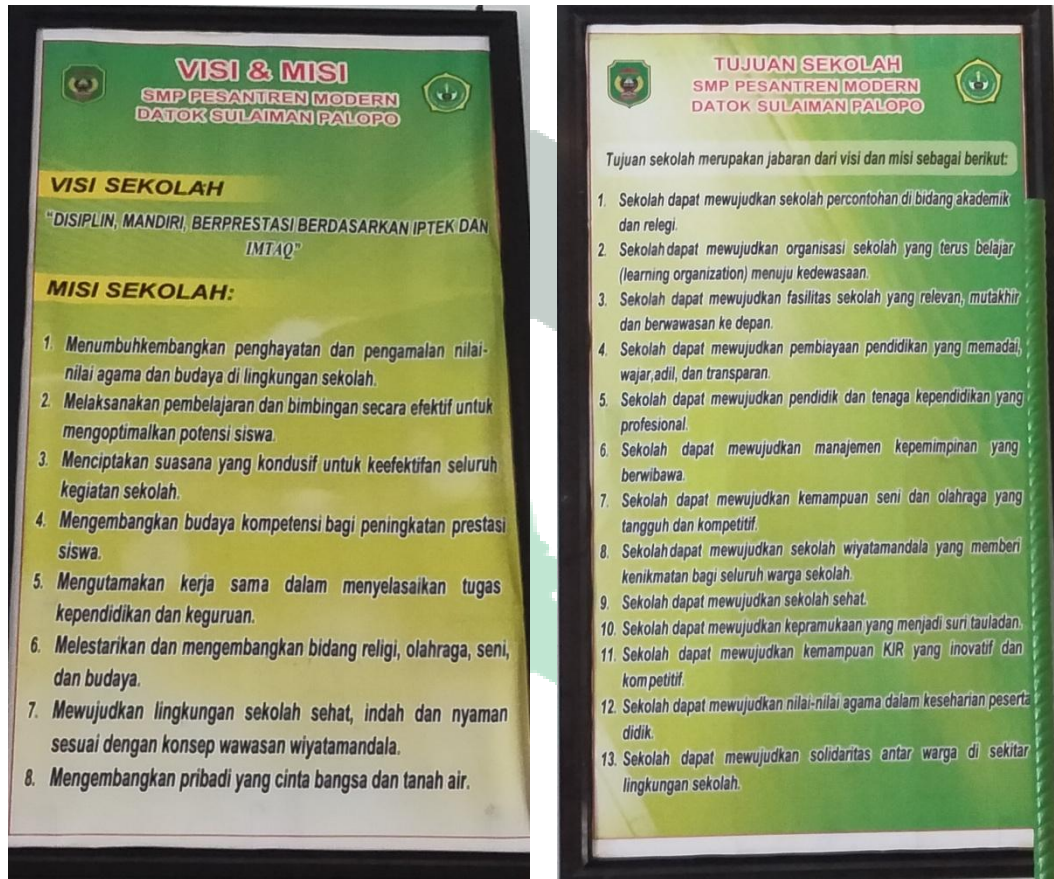 VISI & MISI
SMP PESANTREN MODERN
DATOK SULAIMAN PALOPO
VISI SEKOLAH
"DISIPLIN, MANDIRI, BERPRESTASI BERDASARKAN IPTEK DAN
IMTAQ"
MISI SEKOLAH:
1. Menumbuhkembangkan penghayatan dan pengamalan nilai-
nilai agama dan budaya di lingkungan sekolah.
2. Melaksanakan pembelajaran dan bimbingan secara efektif untuk
mengoptimalkan potensi siswa.
3. Menciptakan suasana yang kondusif untuk keefektifan seluruh
kegiatan sekolah.
4. Mengembangkan budaya kompetensi bagi peningkatan prestasi
siswa.
5. Mengutamakan kerja sama dalam menyelasaikan tugas
kependidikan dan keguruan.
6. Melestarikan dan mengembangkan bidang religi, olahraga, seni,
dan budaya.
7. Mewujudkan lingkungan sekolah sehat, indah dan nyaman
sesuai dengan konsep wawasan wiyatamandala.
8. Mengembangkan pribadi yang cinta bangsa dan tanah air.
TUJUAN SEKOLAH
SMP PESANTREN MODERN
DATOK SULAIMAN PALOPO
Tujuan sekolah merupakan jabaran dari visi dan misi sebagai berikut:
1. Sekolah dapat mewujudkan sekolah percontohan di bidang akademik
dan relegi.
2. Sekolah dapat mewujudkan organisasi sekolah yang terus belajar
(learning organization) menuju kedewasaan.
3. Sekolah dapat mewujudkan fasilitas sekolah yang relevan, mutakhir
dan berwawasan ke depan.
4. Sekolah dapat mewujudkan pembiayaan pendidikan yang memadai,
wajar,adil, dan transparan.
5. Sekolah dapat mewujudkan pendidik dan tenaga kependidikan yang
profesional.
6. Sekolah dapat mewujudkan manajemen kepemimpinan yang
berwibawa.
7. Sekolah dapat mewujudkan kemampuan seni dan olahraga yang
tangguh dan kompetitif.
8. Sekolah dapat mewujudkan sekolah wiyatamandala yang memberi
kenikmatan bagi seluruh warga sekolah.
9. Sekolah dapat mewujudkan sekolah sehat.
10. Sekolah dapat mewujudkan kepramukaan yang menjadi suri tauladan.
11. Sekolah dapat mewujudkan kemampuan KIR yang inovatif dan
kompetitif.
12. Sekolah dapat mewujudkan nilai-nilai agama dalam keseharian peserta
didik.
13. Sekolah dapat mewujudkan solidaritas antar warga di sekitar
lingkungan sekolah.